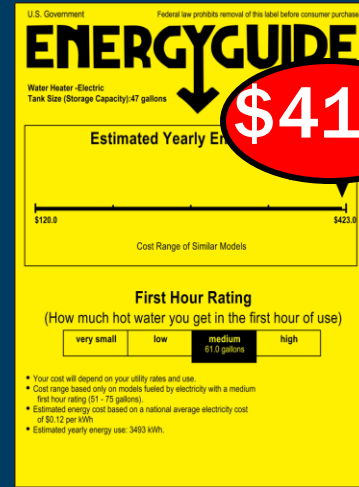 U.S. Government Federal law prohibits removal of this label before consumer purchase
ENERGYGUIDE
Water Heater -Electric
Tank Size (Storage Capacity):47 gallons
$41
Estimated Yearly
$120.0 $423.0
Cost Range of Similar Models
First Hour Rating
(How much hot water you get in the first hour of use)
very small low medium high
61.0 gallons
• Your cost will depend on your utility rates and use.
• Cost range based only on models fueled by electricity with a medium
first hour rating (51 - 75 gallons).
• Estimated energy cost based on a national average electricity cost
of $0.12 per kWh
• Estimated yearly energy use: 3493 kWh.